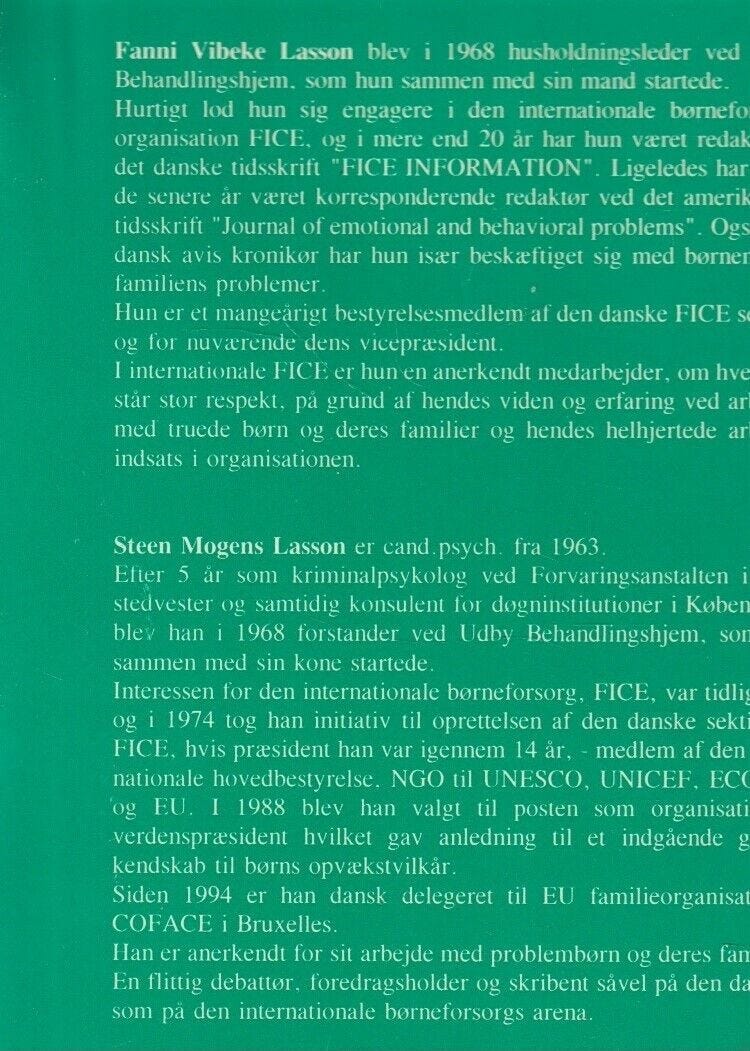 Fanni Vibeke Lasson blev i 1968 husholdningsleder ved
Behandlingshjem, som hun sammen med sin mand startede.
Hurtigt lod hun sig engagere i den internationale børnefo
organisation FICE, og i mere end 20 år har hun været redak
det danske tidsskrift "FICE INFORMATION". Ligeledes har
de senere år været korresponderende redaktør ved det amerik
tidsskrift "Journal of emotional and behavioral problems". Ogs
dansk avis kronikør har hun især beskæftiget sig med børne
familiens problemer.
Hun er et mangeårigt bestyrelsesmedlem af den danske FICE s
og for nuværende dens vicepræsident.
I internationale FICE er hun en anerkendt medarbejder, om hve
står stor respekt, på grund af hendes viden og erfaring ved ar
med truede børn og deres familier og hendes helhjertede ar
indsats i organisationen.
Steen Mogens Lasson er cand.psych. fra 1963.
Efter 5 år som kriminalpsykolog ved Forvaringsanstalten i
stedvester og samtidig konsulent for døgninstitutioner i Køben
blev han i 1968 forstander ved Udby Behandlingshjem, som
sammen med sin kone startede.
Interessen for den internationale børneforsorg, FICE, var tidlig
og i 1974 tog han initiativ til oprettelsen af den danske sekti
FICE, hvis præsident han var igennem 14 år, - medlem af den
nationale hovedbestyrelse, NGO til UNESCO, UNICEF, ECO
og EU. I 1988 blev han valgt til posten som organisati
verdenspræsident hvilket gav anledning til et indgående g
kendskab til børns opvækstvilkår.
Siden 1994 er han dansk delegeret til EU familieorganisat
COFACE i Bruxelles.
Han er anerkendt for sit arbejde med problembørn og deres fam
En flittig debattør, foredragsholder og skribent såvel på den da
som på den internationale børneforsorgs arena.